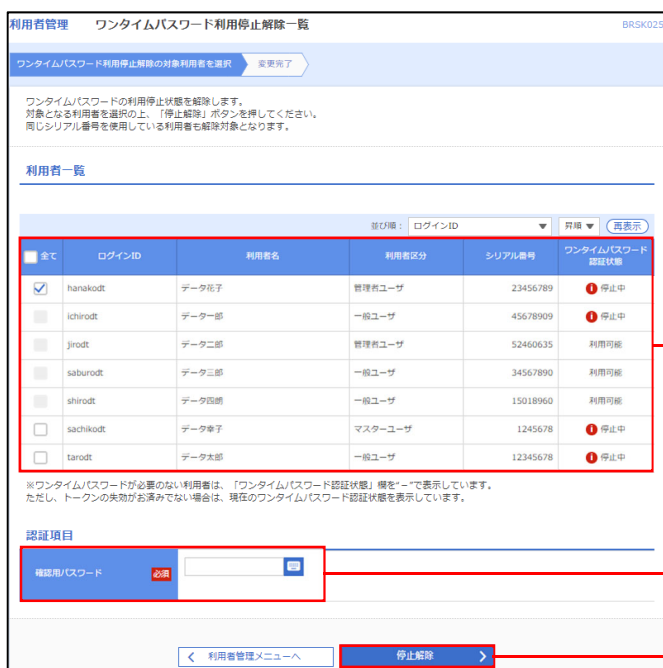 利用者管理 ワンタイムパスワード利用停止解除一覧 BRSK025
ワンタイムパスワード利用停止解除の対象利用者を選択 変更完了
ワンタイムパスワードの利用停止状態を解除します。
対象となる利用者を選択の上、「停止解除」ボタンを押してください。
同じシリアル番号を使用している利用者も解除対象となります。
利用者一覧
並び順： ログインID ▼ 昇順 ▼ 再表示
全て ログインID 利用者名 利用者区分 シリアル番号 ワンタイムパスワード
認証状態
hanakodt データ花子 管理者ユーザ 23456789 停止中
ichirodt データ一郎 一般ユーザ 45678909 停止中
jirodt データ二郎 管理者ユーザ 52460635 利用可能
saburodt データ三郎 一般ユーザ 34567890 利用可能
shirodt データ四朗 一般ユーザ 15018960 利用可能
sachikodt データ幸子 マスターユーザ 1245678 停止中
tarodt データ太郎 一般ユーザ 12345678 停止中
※ワンタイムパスワードが必要のない利用者は、「ワンタイムパスワード認証状態」欄を"－"で表示しています。
ただし、トークンの失効がお済みでない場合は、現在のワンタイムパスワード認証状態を表示しています。
認証項目
確認用パスワード 必須
利用者管理メニューへ 停止解除